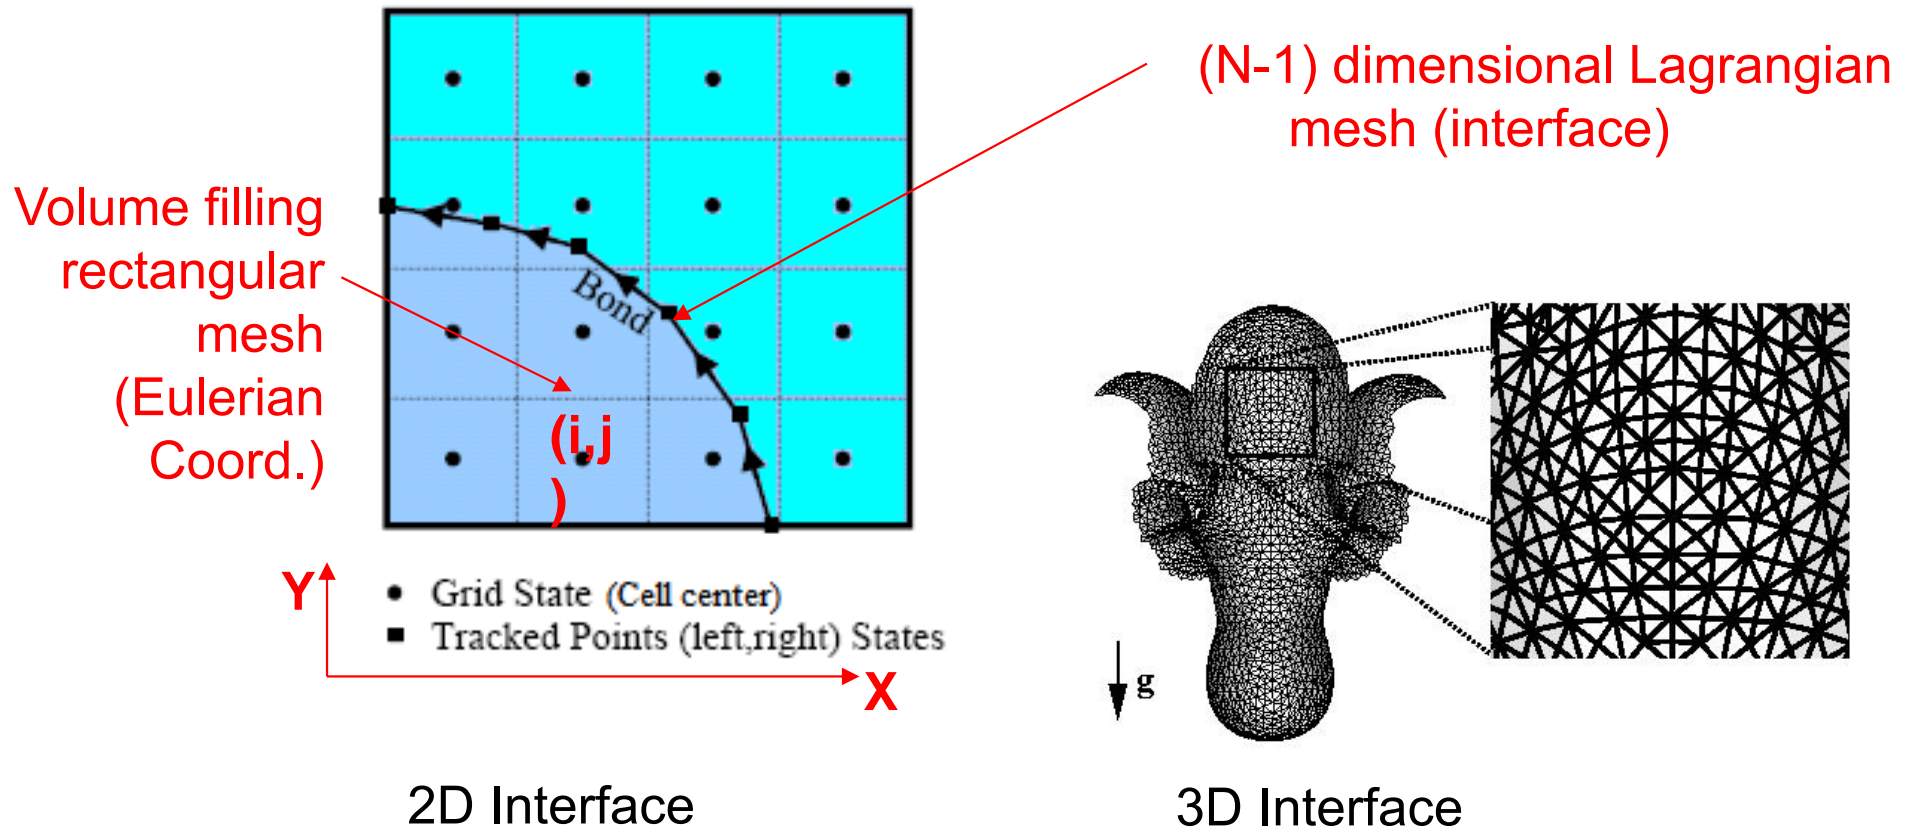 (N-1) dimensional Lagrangian
mesh (interface)
Volume filling
rectangular
mesh
(Eulerian
Coord.)
Bond
(i,j
)
Y
X
Grid State (Cell center)
Tracked Points (left,right) States
g
2D Interface
3D Interface